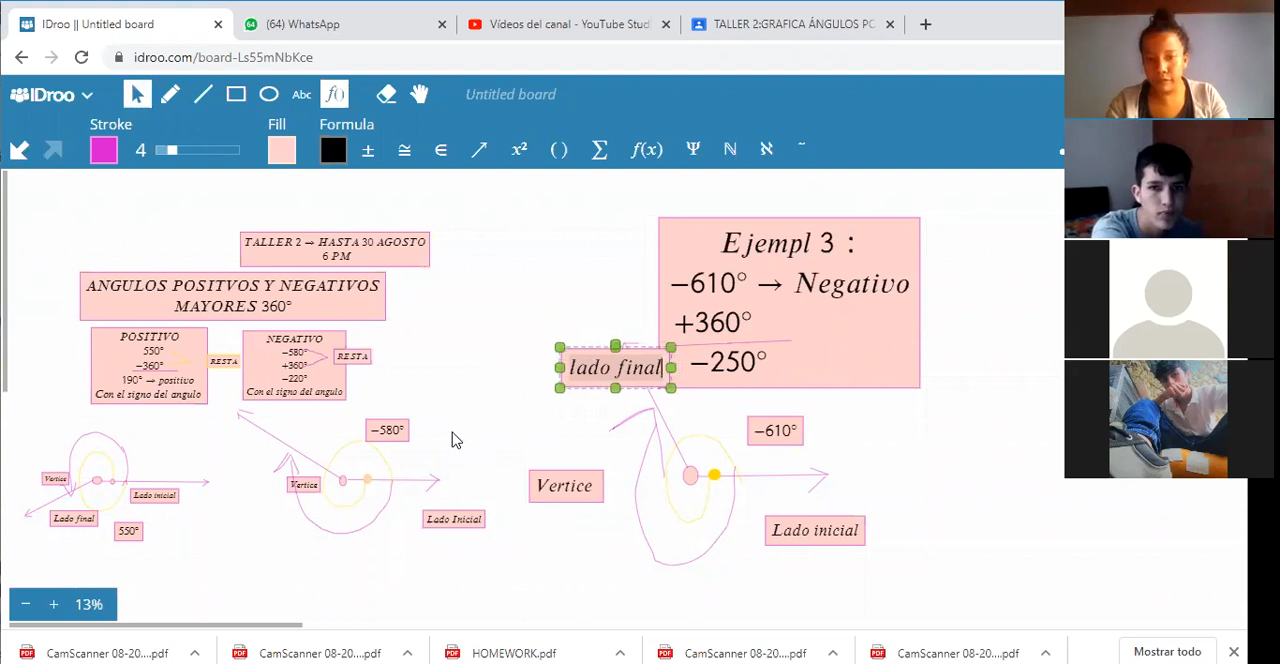 IDroo || Untitled board
(64) WhatsApp
Vídeos del canal - YouTube Stud
TALLER 2:GRAFICA ÁNGULOS PO
idroo.com/board-Ls55mNbKce
IDroo
Abc
f()
Untitled board
Stroke
Fill
Formula
4
± ≅ ∈ x² ( ) ∑ f(x) Ψ ℕ ℵ
TALLER 2 → HASTA 30 AGOSTO
6 PM
ANGULOS POSITVOS Y NEGATIVOS
MAYORES 360°
POSITIVO
550°
−360°
190° → positivo
Con el signo del angulo
RESTA
NEGATIVO
−580°
+360°
−220°
Con el signo del angulo
RESTA
Ejempl 3 :
−610° → Negativo
+360°
−250°
lado final
Vertice
Lado inicial
Lado final
550°
−580°
Vertice
Lado Inicial
−610°
Vertice
Lado inicial
13%
CamScanner 08-20....pdf
CamScanner 08-20....pdf
HOMEWORK.pdf
CamScanner 08-20....pdf
CamScanner 08-20....pdf
Mostrar todo